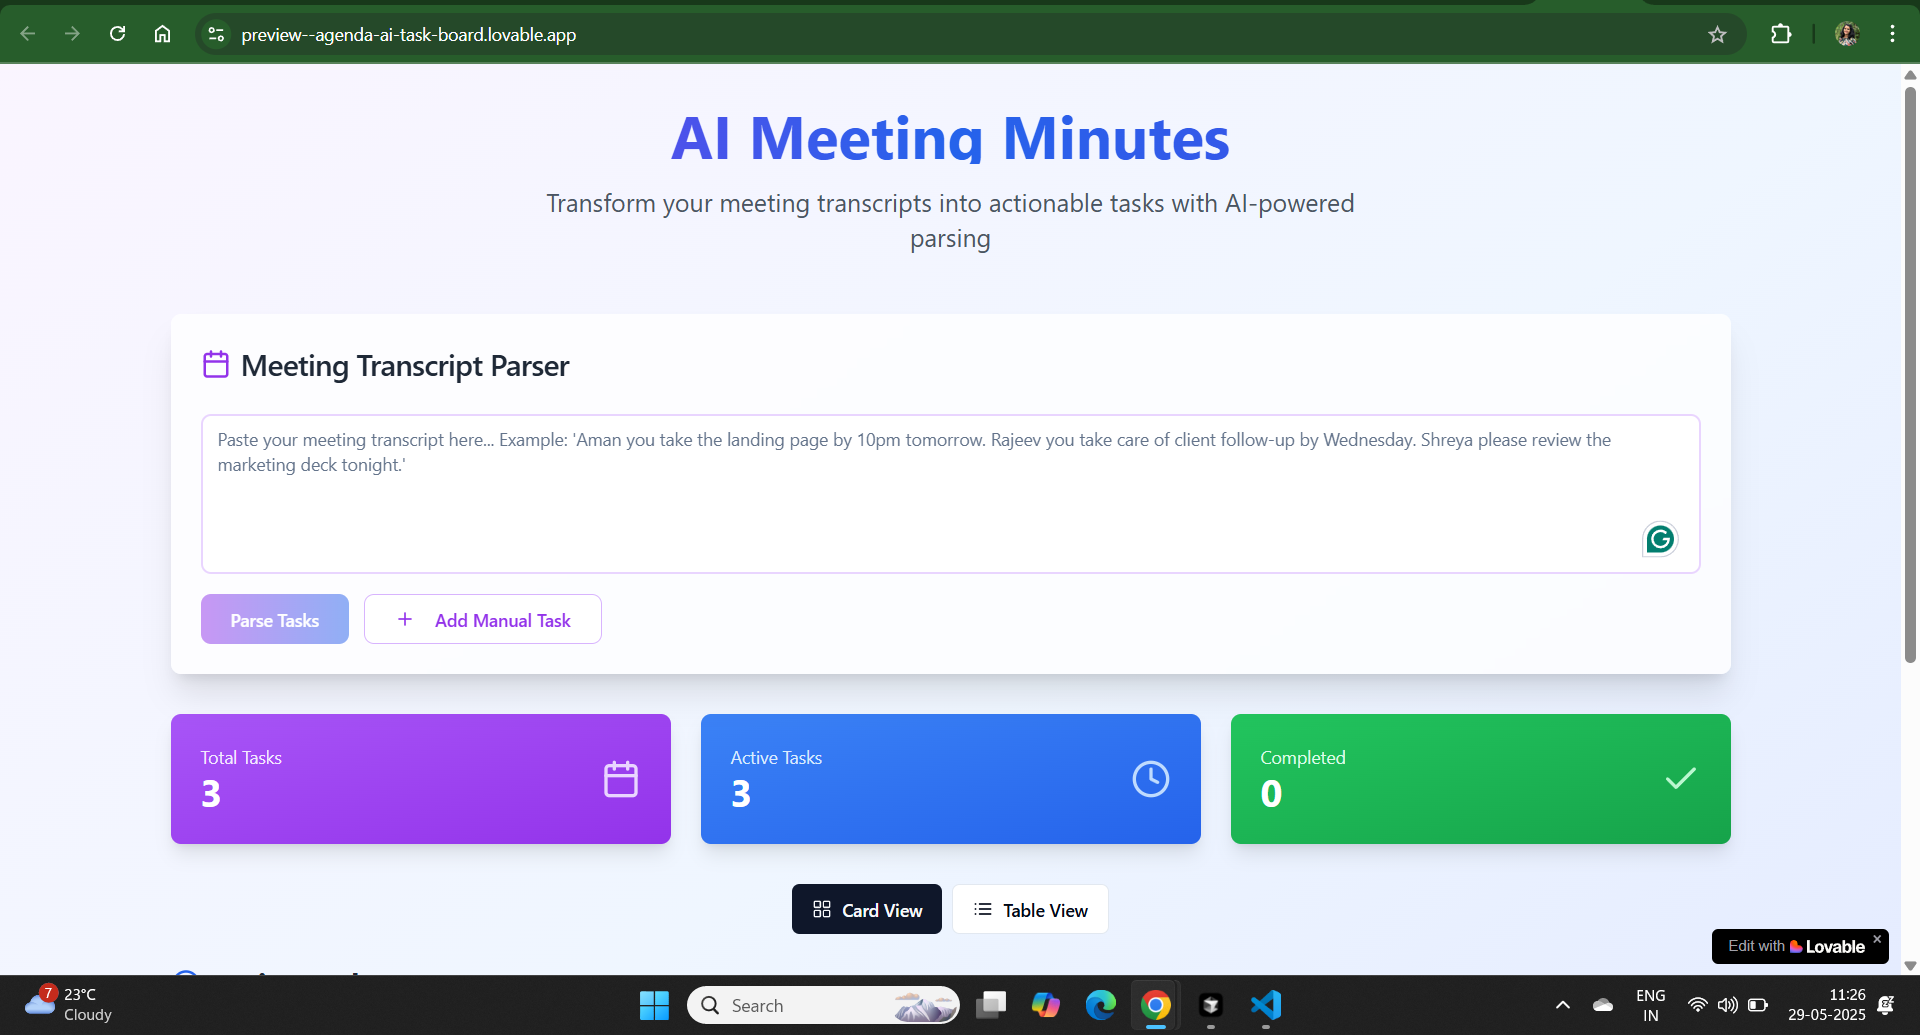 preview--agenda-ai-task-board.lovable.app
AI Meeting Minutes
Transform your meeting transcripts into actionable tasks with AI-powered
parsing
Meeting Transcript Parser
Paste your meeting transcript here... Example: 'Aman you take the landing page by 10pm tomorrow. Rajeev you take care of client follow-up by Wednesday. Shreya please review the
marketing deck tonight.'
Parse Tasks
+ Add Manual Task
Total Tasks
3
Active Tasks
3
Completed
0
Card View
Table View
Edit with Lovable
7
23°C
Cloudy
Search
ENG
IN
11:26
29-05-2025